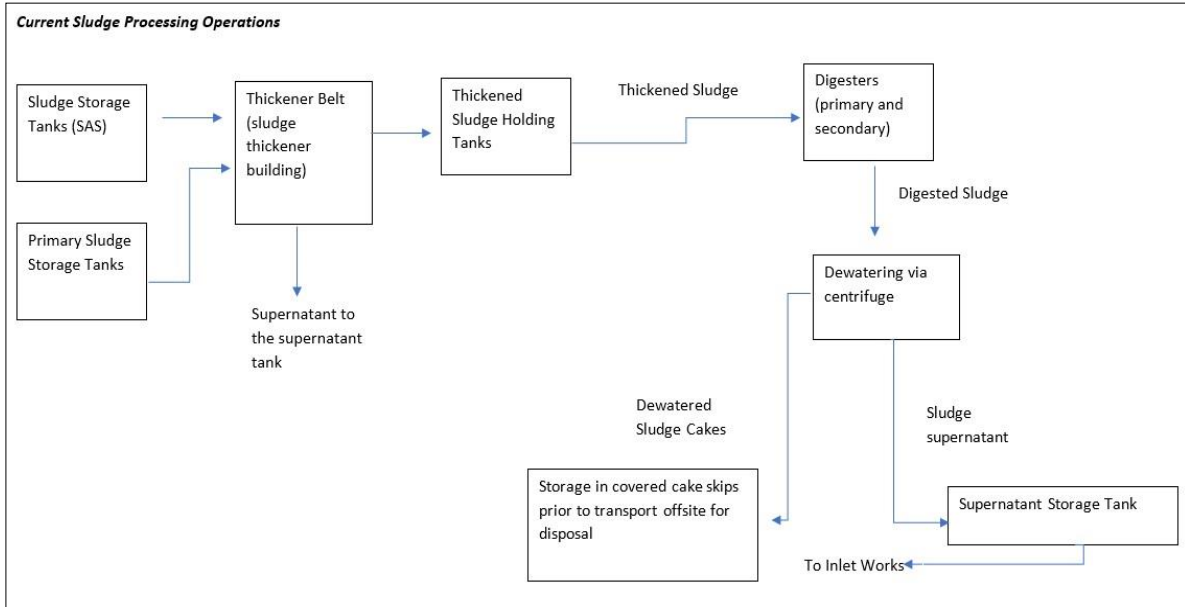 Current Sludge Processing Operations
Sludge Storage
Tanks (SAS)
Thickener Belt
(sludge
thickener
building)
Thickened
Sludge Holding
Tanks
Thickened Sludge
Digesters
(primary and
secondary)
Primary Sludge
Storage Tanks
Supernatant to
the supernatant
tank
Digested Sludge
Dewatering via
centrifuge
Dewatered
Sludge Cakes
Sludge
supernatant
Storage in covered cake skips
prior to transport offsite for
disposal
Supernatant Storage Tank
To Inlet Works